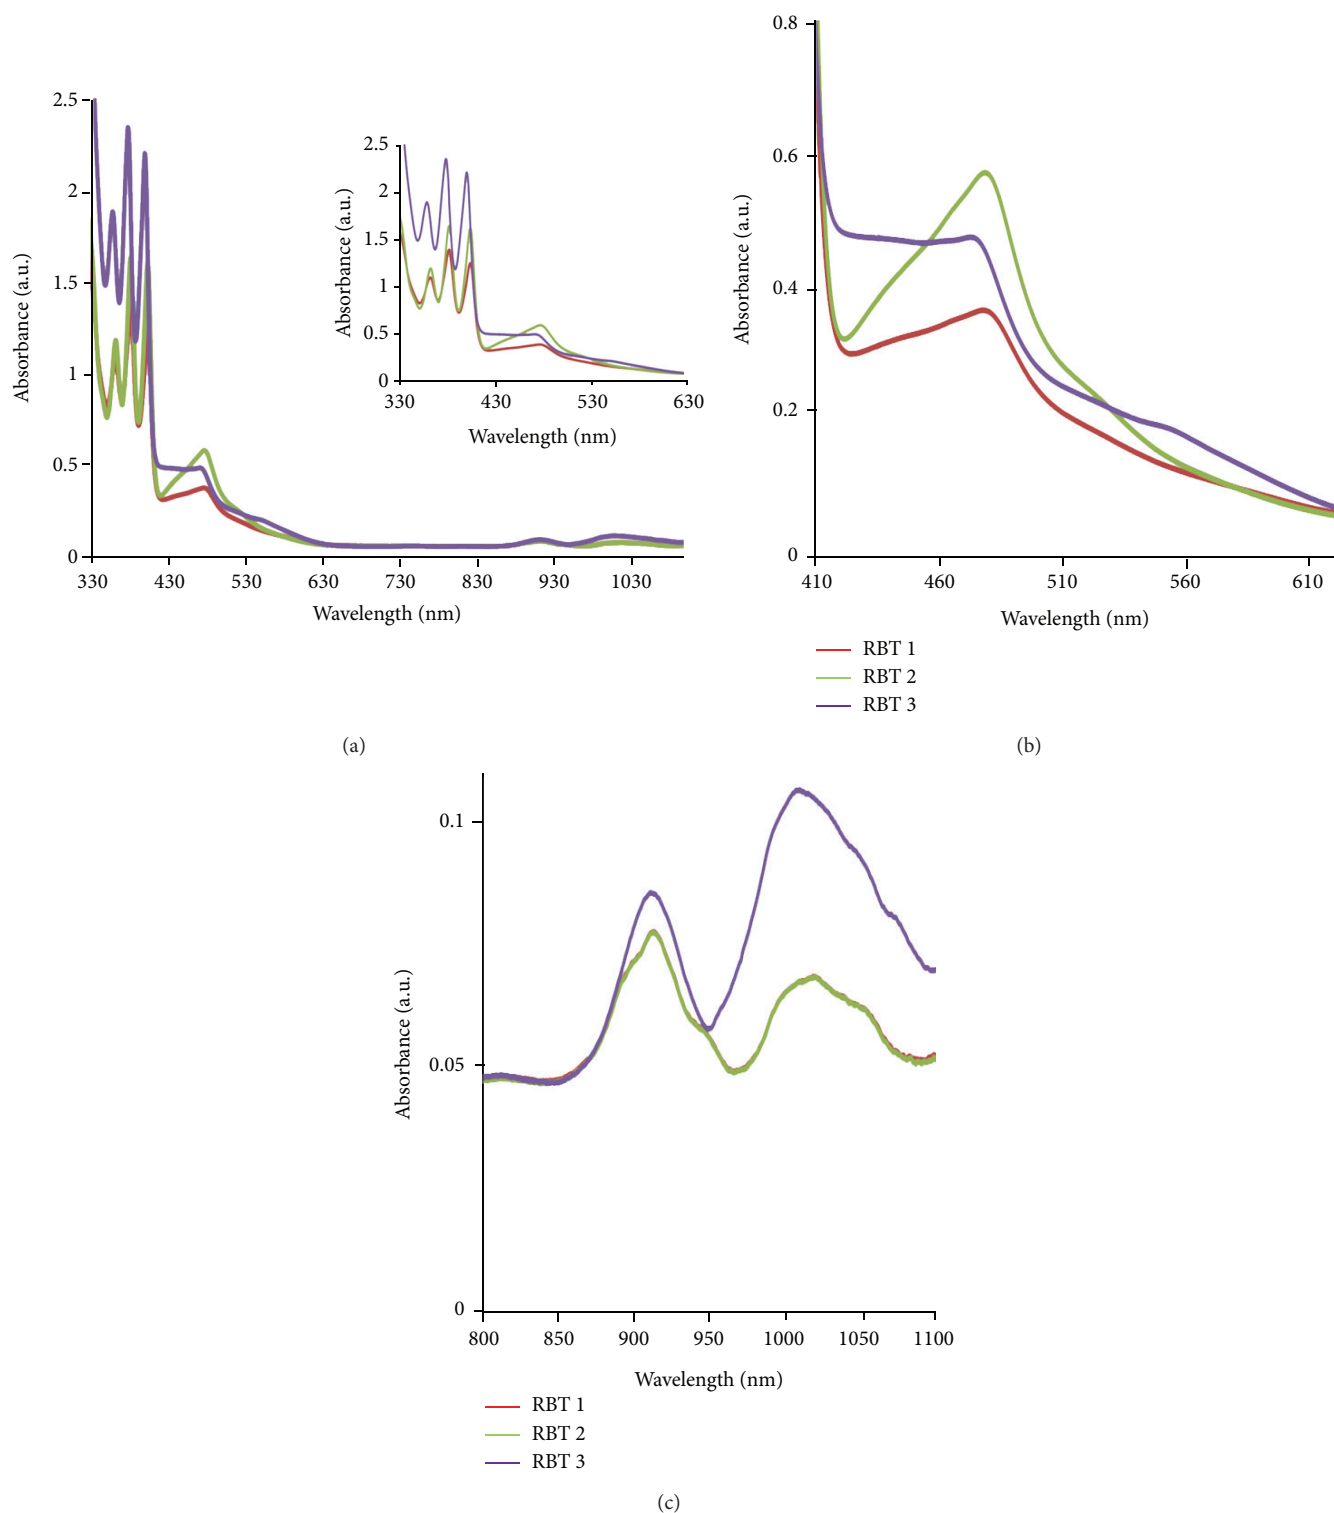 2.5
2
1.5
1
0.5
0
Absorbance (a.u.)
330 430 530 630 730 830 930 1030
Wavelength (nm)
2.5
2
1.5
1
0.5
0
Absorbance (a.u.)
330 430 530 630
Wavelength (nm)
(a)
0.8
0.6
0.4
0.2
0
Absorbance (a.u.)
410 460 510 560 610
Wavelength (nm)
RBT 1
RBT 2
RBT 3
(b)
0.1
0.05
0
Absorbance (a.u.)
800 850 900 950 1000 1050 1100
Wavelength (nm)
RBT 1
RBT 2
RBT 3
(c)